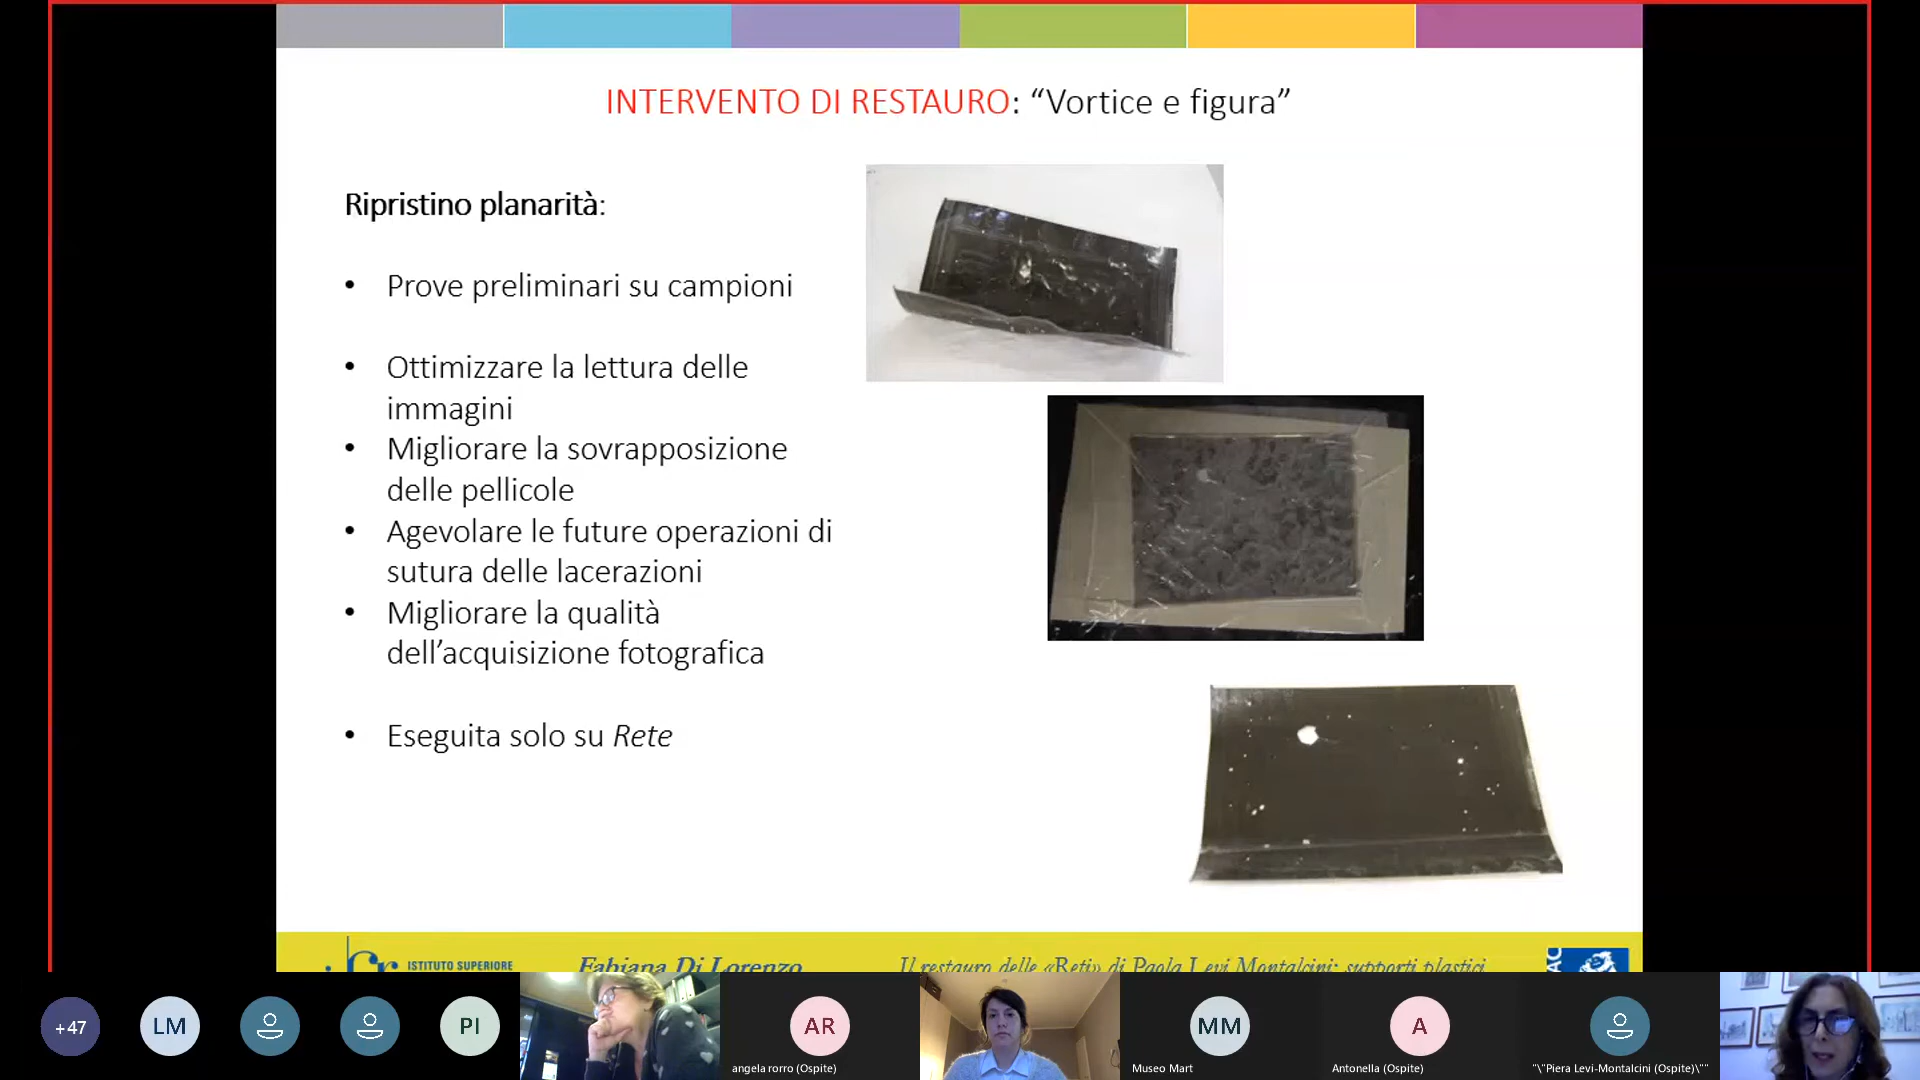 INTERVENTO DI RESTAURO: “Vortice e figura”
Ripristino planarità:
• Prove preliminari su campioni
• Ottimizzare la lettura delle
immagini
• Migliorare la sovrapposizione
delle pellicole
• Agevolare le future operazioni di
sutura delle lacerazioni
• Migliorare la qualità
dell’acquisizione fotografica
• Eseguita solo su Rete
ISTITUTO SUPERIORE
Fabiana Di Lorenzo
Il restauro delle «Reti» di Paola Levi Montalcini: supporti plastici
+47
LM
PI
AR
angela rorro (Ospite)
MM
Museo Mart
A
Antonella (Ospite)
"\"Piera Levi-Montalcini (Ospite)\""